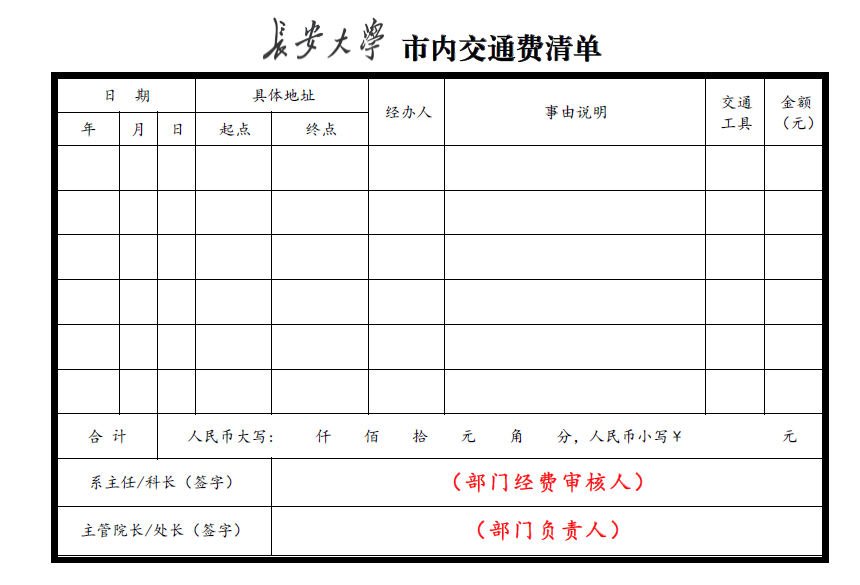 长安大学 市内交通费清单
日 期 具体地址 经办人 事由说明 交通工具 金额（元）
年 月 日 起点 终点
合 计 人民币大写： 仟 佰 拾 元 角 分，人民币小写￥ 元
系主任/科长（签字） （部门经费审核人）
主管院长/处长（签字） （部门负责人）